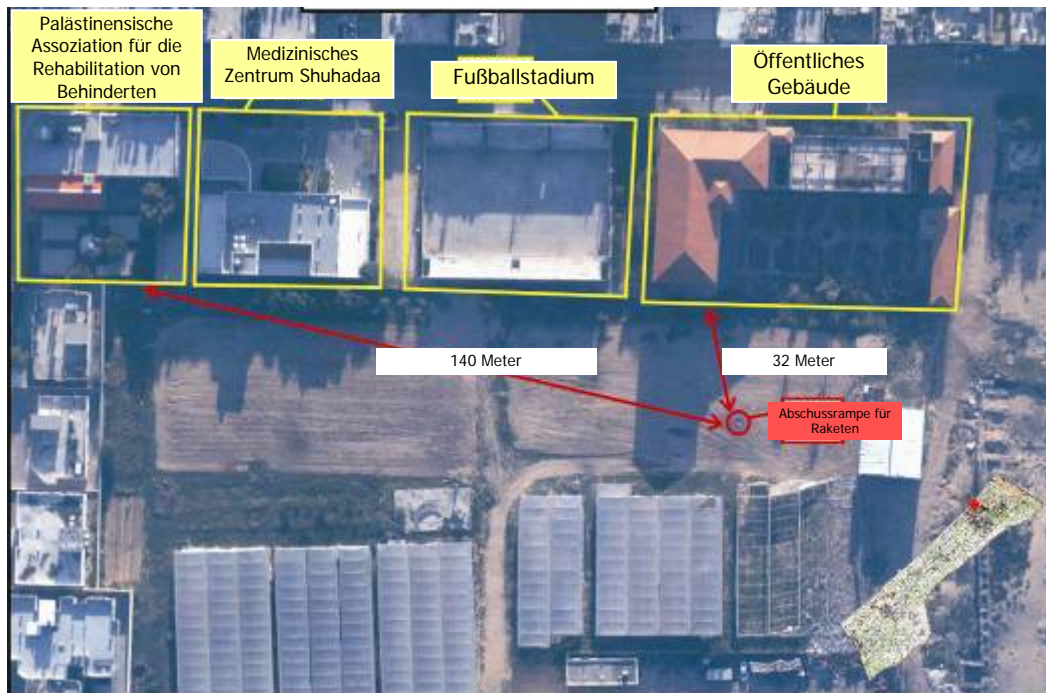 Palästinensische
Assoziation für die
Rehabilitation von
Behinderten
Medizinisches
Zentrum Shuhadaa
Fußballstadium
Öffentliches
Gebäude
140 Meter
32 Meter
Abschussrampe für
Raketen